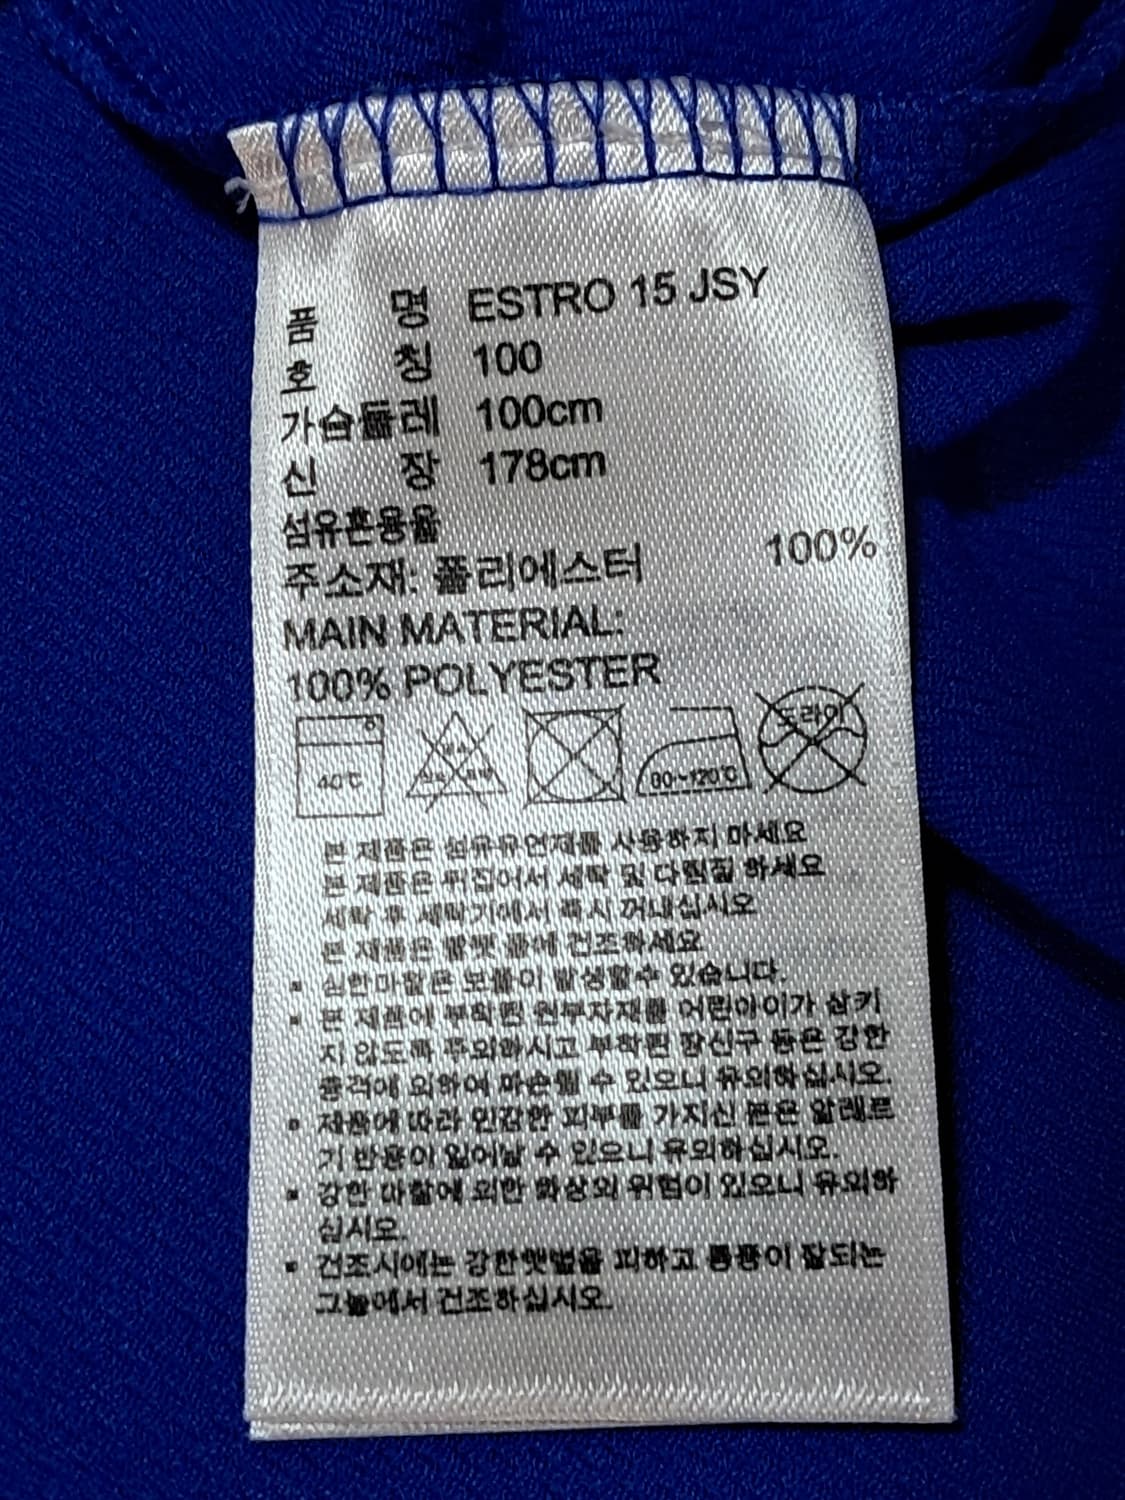 품 명 ESTRO 15 JSY
호 칭 100
가슴둘레 100cm
신 장 178cm
섬유혼용율
주소재: 폴리에스터 100%
MAIN MATERIAL:
100% POLYESTER
40℃ 80~120℃ 드라이
본 제품은 섬유유연제를 사용하지 마세요
본 제품은 뒤집어서 세탁 및 다림질 하세요
세탁 후 세탁기에서 즉시 꺼내십시오
본 제품은 에 건조하세요
심한마찰은 보풀이 발생할수 있습니다.
본 제품에 부착된 원부자재를 어린아이가 삼키
지 않도록 주의하시고 부착된 장신구 등은 강한
충격에 의하여 파손될 수 있으니 유의하십시오.
제품에 따라 민감한 피부를 가지신 분은 알레르
기 반응이 일어날 수 있으니 유의하십시오.
강한 마찰에 의한 화상의 위험이 있으니 유의하
십시오.
건조시에는 강한햇볕을 피하고 통풍이 잘되는
그늘에서 건조하십시오.